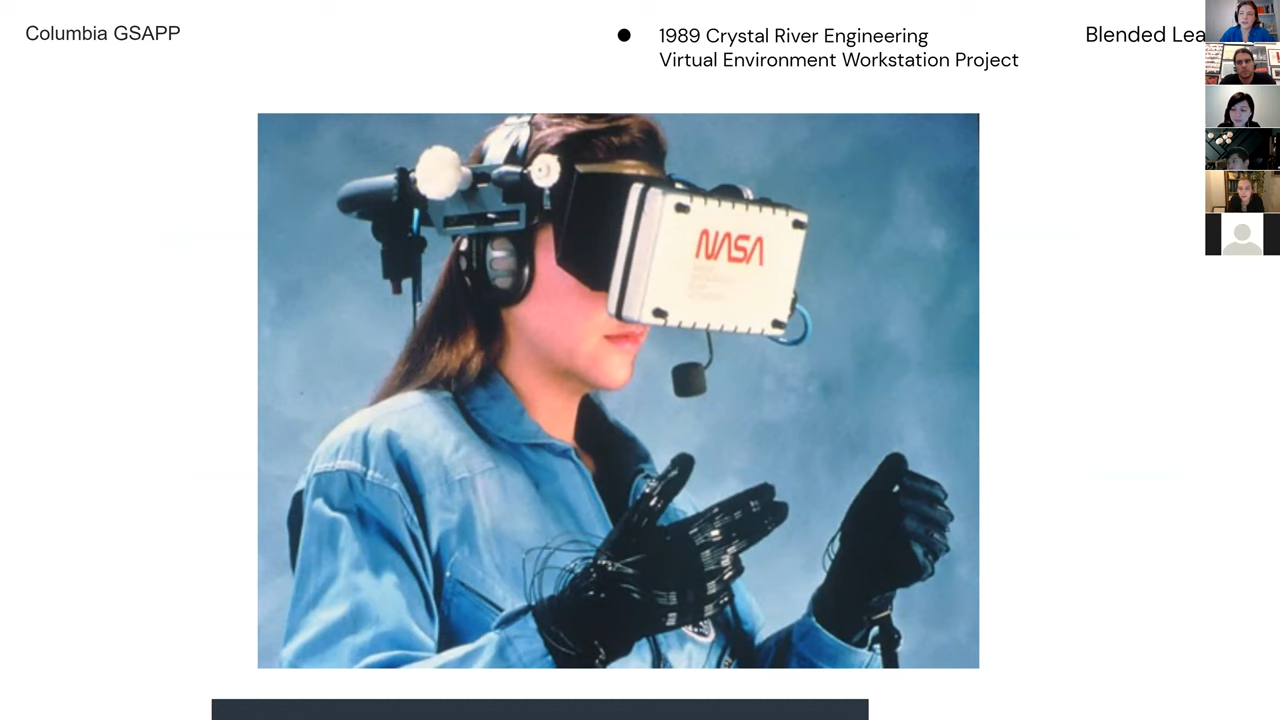 Columbia GSAPP
1989 Crystal River Engineering
Virtual Environment Workstation Project
Blended Lea
NASA